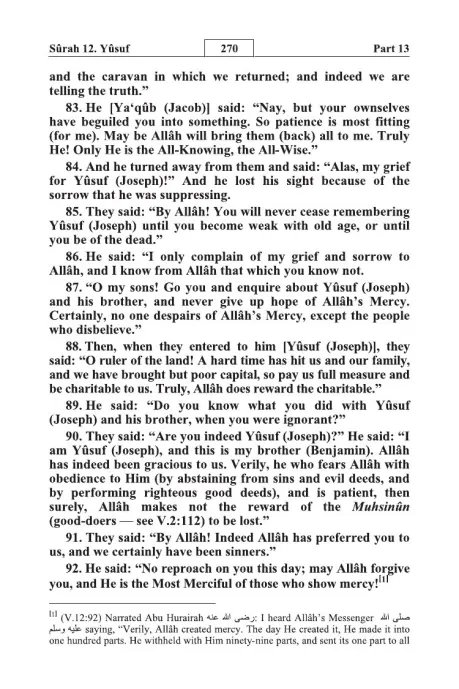 Sûrah 12. Yûsuf 270 Part 13
and the caravan in which we returned; and indeed we are
telling the truth.”
83. He [Ya‘qûb (Jacob)] said: “Nay, but your ownselves
have beguiled you into something. So patience is most fitting
(for me). May be Allâh will bring them (back) all to me. Truly
He! Only He is the All-Knowing, the All-Wise.”
84. And he turned away from them and said: “Alas, my grief
for Yûsuf (Joseph)!” And he lost his sight because of the
sorrow that he was suppressing.
85. They said: “By Allâh! You will never cease remembering
Yûsuf (Joseph) until you become weak with old age, or until
you be of the dead.”
86. He said: “I only complain of my grief and sorrow to
Allâh, and I know from Allâh that which you know not.
87. “O my sons! Go you and enquire about Yûsuf (Joseph)
and his brother, and never give up hope of Allâh’s Mercy.
Certainly, no one despairs of Allâh’s Mercy, except the people
who disbelieve.”
88. Then, when they entered to him [Yûsuf (Joseph)], they
said: “O ruler of the land! A hard time has hit us and our family,
and we have brought but poor capital, so pay us full measure and
be charitable to us. Truly, Allâh does reward the charitable.”
89. He said: “Do you know what you did with Yûsuf
(Joseph) and his brother, when you were ignorant?”
90. They said: “Are you indeed Yûsuf (Joseph)?” He said: “I
am Yûsuf (Joseph), and this is my brother (Benjamin). Allâh
has indeed been gracious to us. Verily, he who fears Allâh with
obedience to Him (by abstaining from sins and evil deeds, and
by performing righteous good deeds), and is patient, then
surely, Allâh makes not the reward of the Muhsinûn
(good-doers — see V.2:112) to be lost.”
91. They said: “By Allâh! Indeed Allâh has preferred you to
us, and we certainly have been sinners.”
92. He said: “No reproach on you this day; may Allâh forgive
you, and He is the Most Merciful of those who show mercy![1]
[1] (V.12:92) Narrated Abu Hurairah رضى الله عنه: I heard Allâh’s Messenger صلى الله
عليه وسلم saying, “Verily, Allâh created mercy. The day He created it, He made it into
one hundred parts. He withheld with Him ninety-nine parts, and sent its one part to all